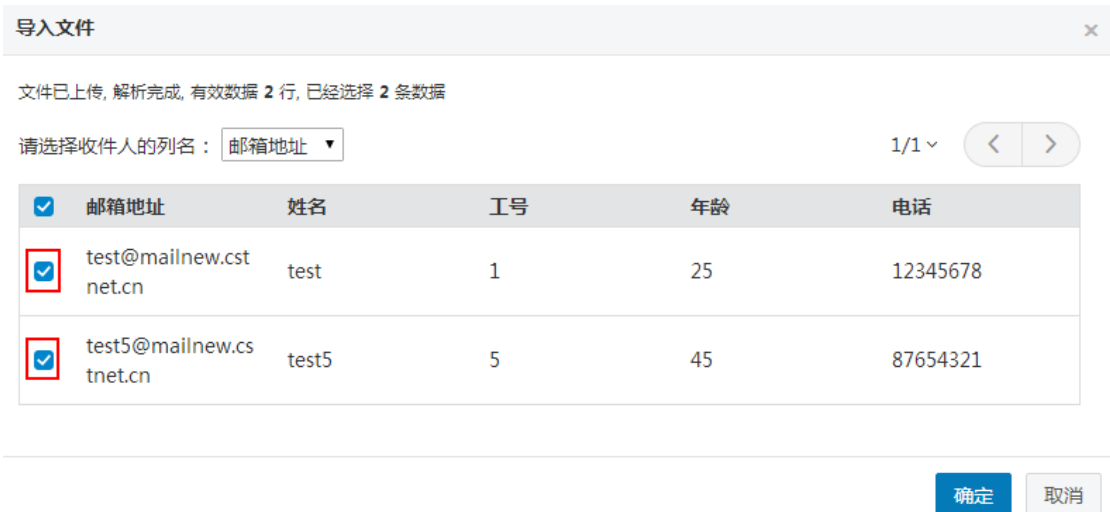 导入文件 ×
文件已上传, 解析完成, 有效数据 2 行, 已经选择 2 条数据
请选择收件人的列名： 邮箱地址 1/1
邮箱地址 姓名 工号 年龄 电话
test@mailnew.cst
net.cn
test 1 25 12345678
test5@mailnew.cs
tnet.cn
test5 5 45 87654321
确定 取消